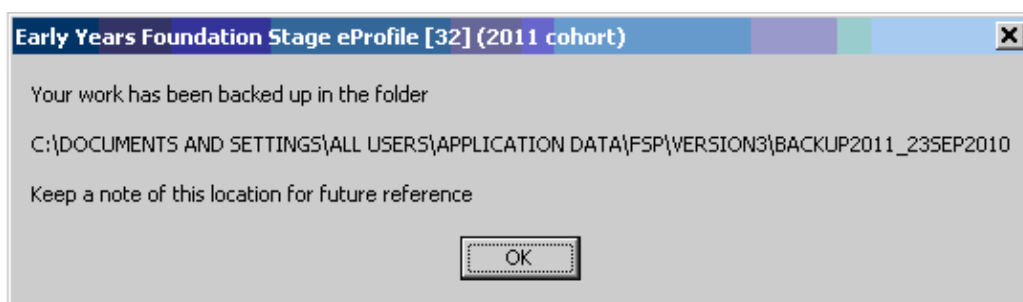 Early Years Foundation Stage eProfile [32] (2011 cohort)
Your work has been backed up in the folder
C:\DOCUMENTS AND SETTINGS\ALL USERS\APPLICATION DATA\FSP\VERSION3\BACKUP2011_23SEP2010
Keep a note of this location for future reference
OK